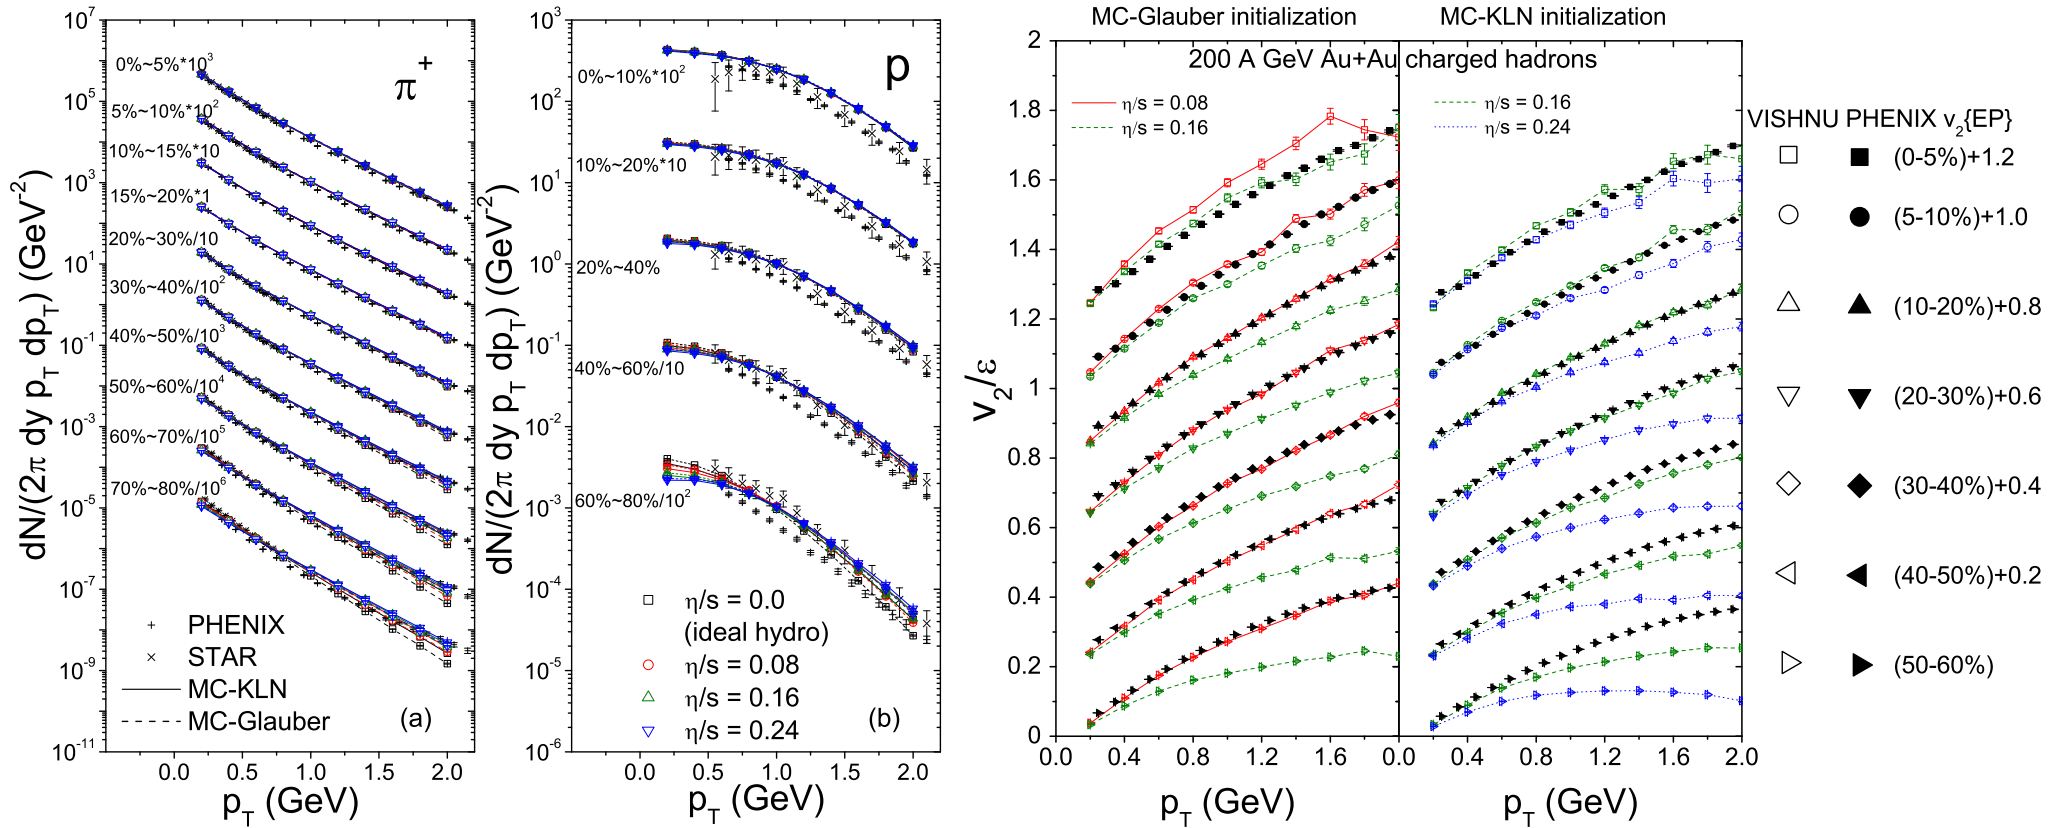 10^7
10^5
10^3
10^1
10^-1
10^-3
10^-5
10^-7
10^-9
10^-11
dN/(2π dy p_T dp_T) (GeV^-2)
π^+
0%~5%*10^3
5%~10%*10^2
10%~15%*10
15%~20%*1
20%~30%/10
30%~40%/10^2
40%~50%/10^3
50%~60%/10^4
60%~70%/10^5
70%~80%/10^6
PHENIX
STAR
MC-KLN
MC-Glauber
(a)
0.0 0.5 1.0 1.5 2.0
p_T (GeV)
10^3
10^2
10^1
10^0
10^-1
10^-2
10^-3
10^-4
10^-5
10^-6
dN/(2π dy p_T dp_T) (GeV^-2)
p
0%~10%*10^2
10%~20%*10
20%~40%
40%~60%/10
60%~80%/10^2
η/s = 0.0
(ideal hydro)
η/s = 0.08
η/s = 0.16
η/s = 0.24
(b)
0.0 0.5 1.0 1.5 2.0
p_T (GeV)
MC-Glauber initialization MC-KLN initialization
200 A GeV Au+Au charged hadrons
η/s = 0.08
η/s = 0.16
η/s = 0.16
η/s = 0.24
2
1.8
1.6
1.4
1.2
1
0.8
0.6
0.4
0.2
0
v_2/ε
0.0 0.4 0.8 1.2 1.6 0.0 0.4 0.8 1.2 1.6 2.0
p_T (GeV) p_T (GeV)
VISHNU PHENIX v_2{EP}
(0-5%)+1.2
(5-10%)+1.0
(10-20%)+0.8
(20-30%)+0.6
(30-40%)+0.4
(40-50%)+0.2
(50-60%)